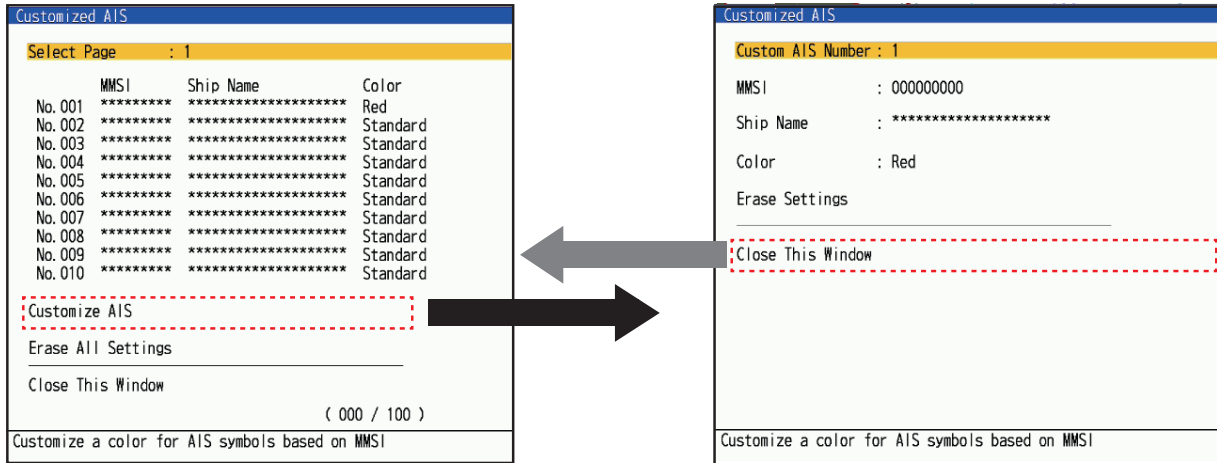 Customized AIS
Select Page : 1
MMSI Ship Name Color
No. 001 ********* ******************** Red
No. 002 ********* ******************** Standard
No. 003 ********* ******************** Standard
No. 004 ********* ******************** Standard
No. 005 ********* ******************** Standard
No. 006 ********* ******************** Standard
No. 007 ********* ******************** Standard
No. 008 ********* ******************** Standard
No. 009 ********* ******************** Standard
No. 010 ********* ******************** Standard
Customize AIS
Erase All Settings
Close This Window
( 000 / 100 )
Customize a color for AIS symbols based on MMSI
Customized AIS
Custom AIS Number : 1
MMSI : 000000000
Ship Name : ********************
Color : Red
Erase Settings
Close This Window
Customize a color for AIS symbols based on MMSI